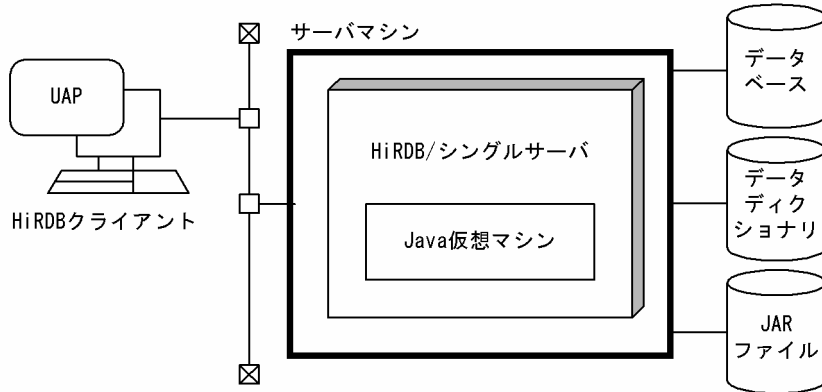 サーバマシン
データ
ベース
UAP
HiRDB/シングルサーバ
データ
ディク
ショナリ
HiRDBクライアント
Java仮想マシン
JAR
ファイル